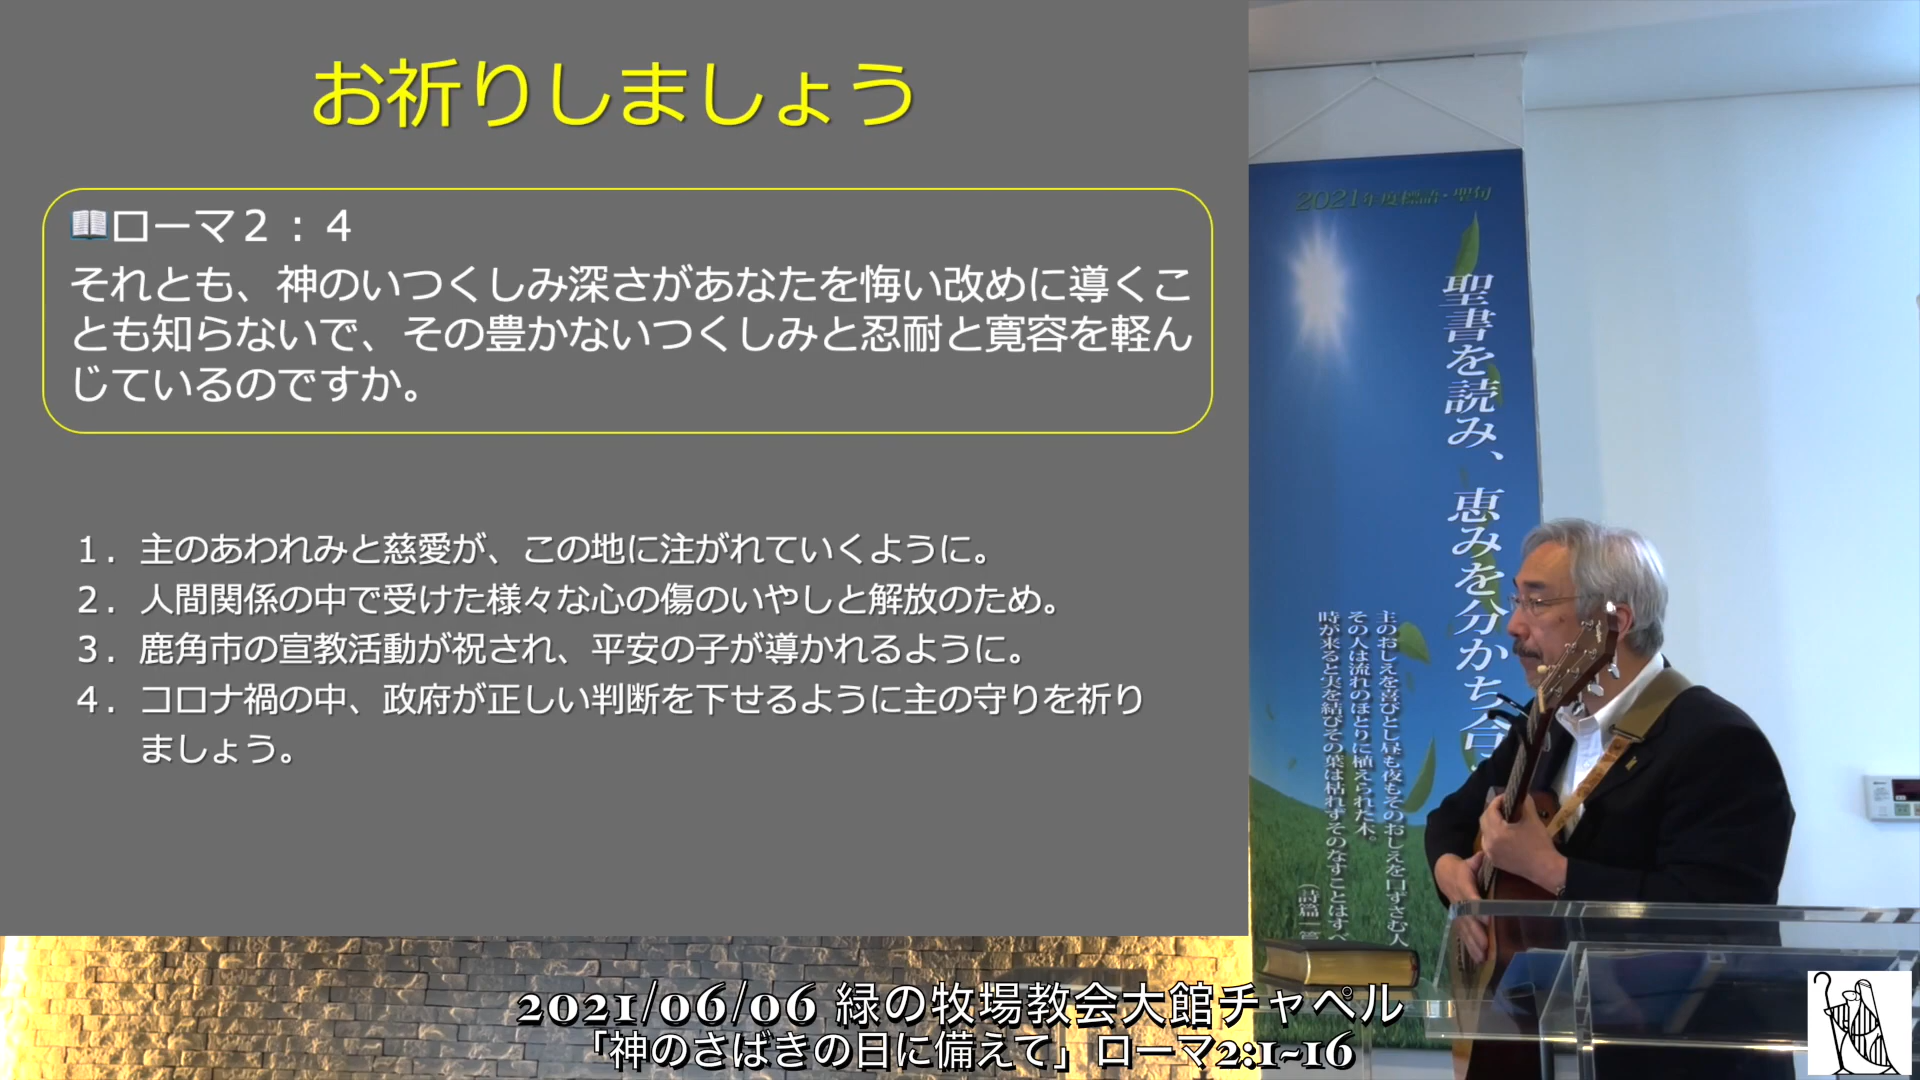 お祈りしましょう
📖ローマ２：４
それとも、神のいつくしみ深さがあなたを悔い改めに導くこ
とも知らないで、その豊かないつくしみと忍耐と寛容を軽ん
じているのですか。
１．主のあわれみと慈愛が、この地に注がれていくように。
２．人間関係の中で受けた様々な心の傷のいやしと解放のため。
３．鹿角市の宣教活動が祝され、平安の子が導かれるように。
４．コロナ禍の中、政府が正しい判断を下せるように主の守りを祈り
ましょう。
2021年度標語・聖句
聖書を読み、恵みを分かち合
主のおしえを喜びとし昼も夜もそのおしえを口ずさむ人
その人は流れのほとりに植えられた木。
時が来ると実を結びその葉は枯れずそのなすことはすべ
（詩篇一篇
2021/06/06 緑の牧場教会大館チャペル
「神のさばきの日に備えて」ローマ2:1~16